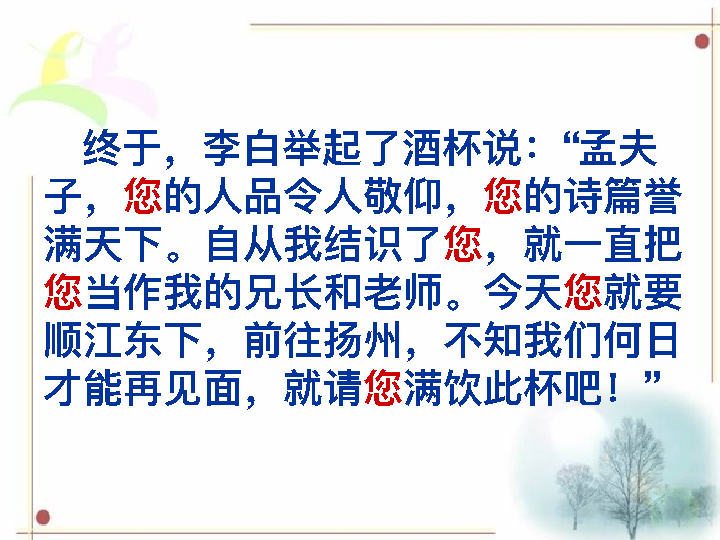 终于，李白举起了酒杯说：“孟夫
子，您的人品令人敬仰，您的诗篇誉
满天下。自从我结识了您，就一直把
您当作我的兄长和老师。今天您就要
顺江东下，前往扬州，不知我们何日
才能再见面，就请您满饮此杯吧！”